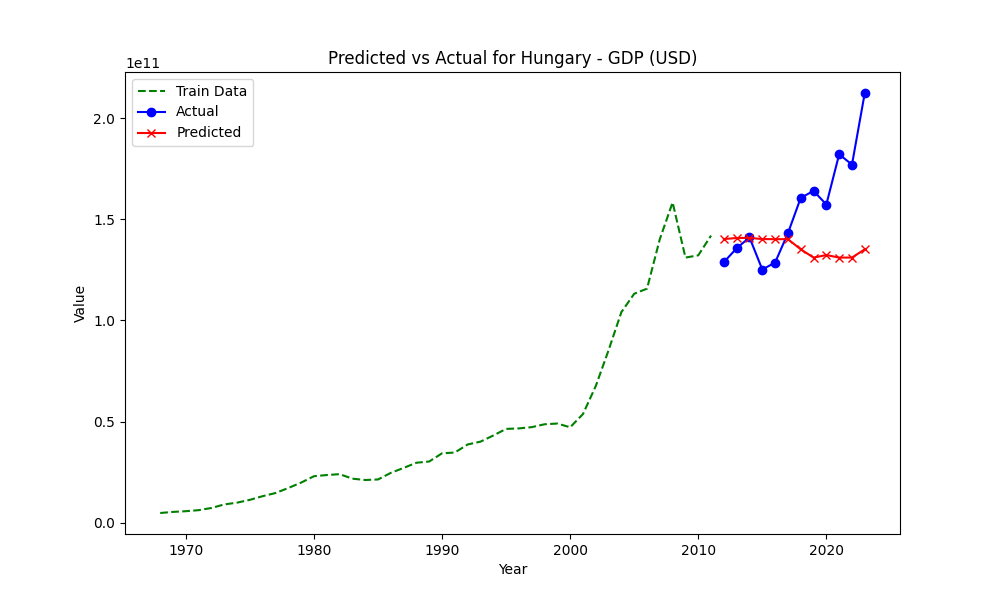 Predicted vs Actual for Hungary - GDP (USD)
1e11
Train Data
Actual
Predicted
2.0
1.5
1.0
0.5
0.0
Value
1970 1980 1990 2000 2010 2020
Year